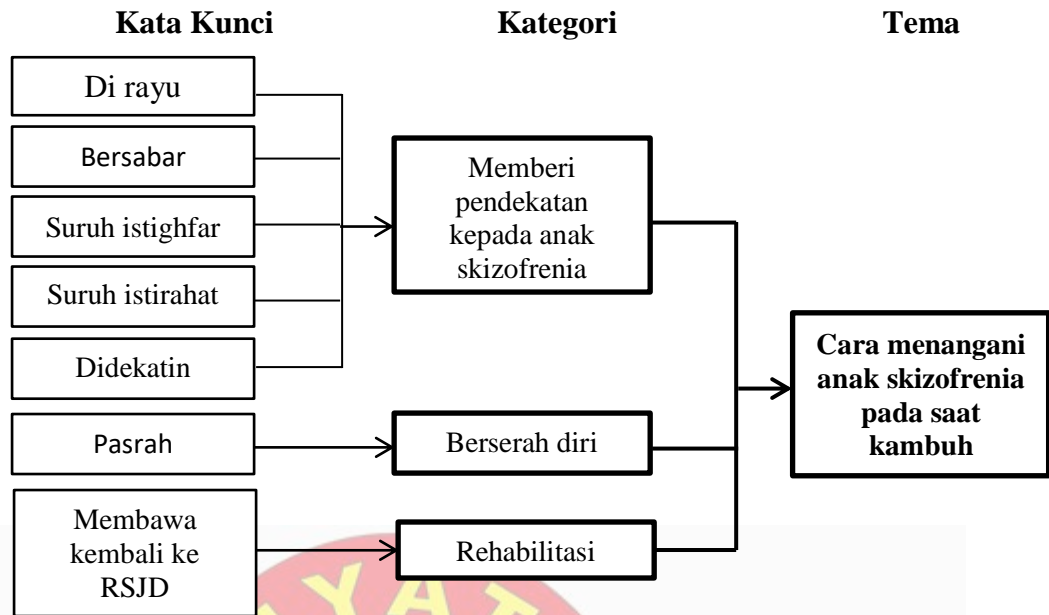 Kata Kunci Kategori Tema
Di rayu
Bersabar
Suruh istighfar
Suruh istirahat
Didekatin
Pasrah
Membawa
kembali ke
RSJD
Memberi
pendekatan
kepada anak
skizofrenia
Berserah diri
Rehabilitasi
Cara menangani
anak skizofrenia
pada saat
kambuh
YAT